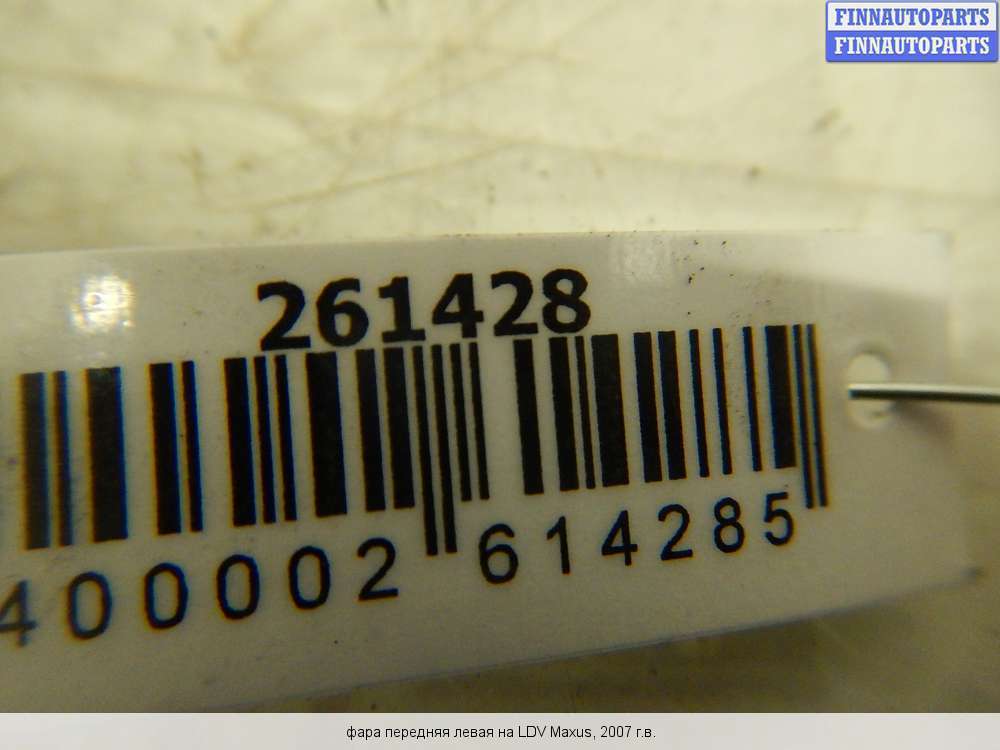 FINNAUTOPARTS
FINNAUTOPARTS
261428
400002 614285
фара передняя левая на LDV Maxus, 2007 г.в.